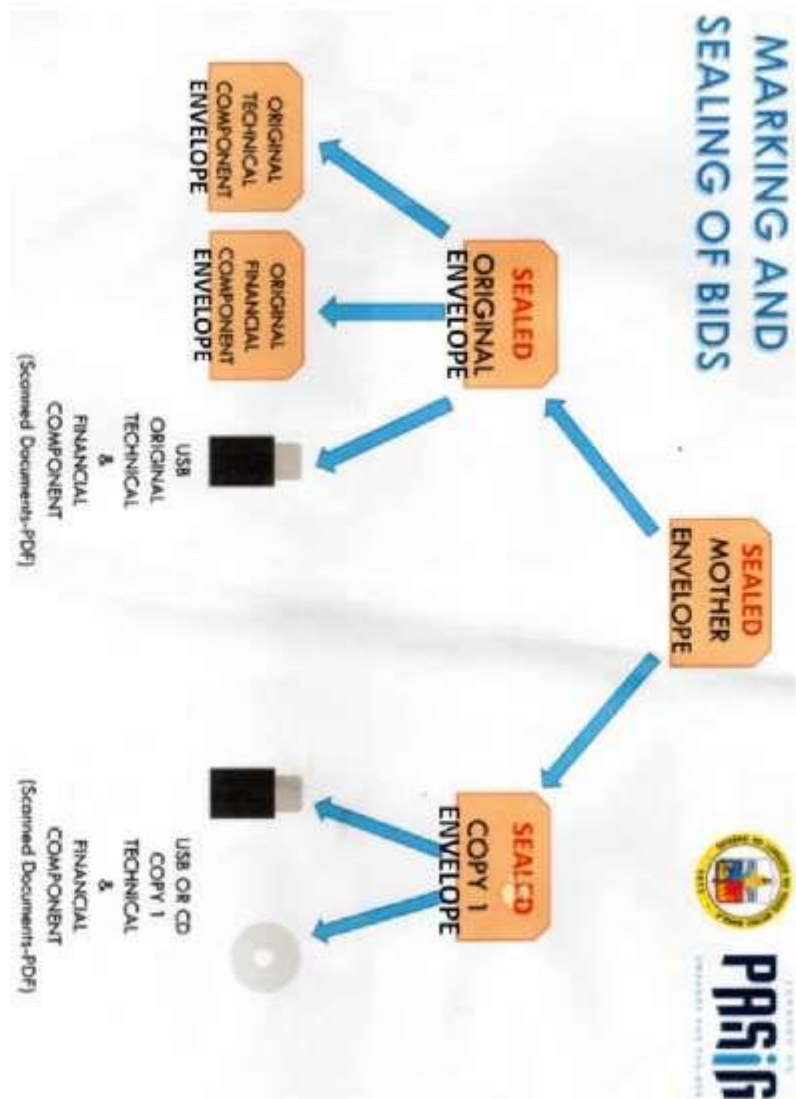 MARKING AND
SEALING OF BIDS
PASIG
SEALED
MOTHER
ENVELOPE
SEALED
ORIGINAL
ENVELOPE
SEALED
COPY 1
ENVELOPE
ORIGINAL
TECHNICAL
COMPONENT
ENVELOPE
ORIGINAL
FINANCIAL
COMPONENT
ENVELOPE
USB
ORIGINAL
TECHNICAL
&
FINANCIAL
COMPONENT
(Scanned Documents-PDF)
USB OR CD
COPY 1
TECHNICAL
&
FINANCIAL
COMPONENT
(Scanned Documents-PDF)